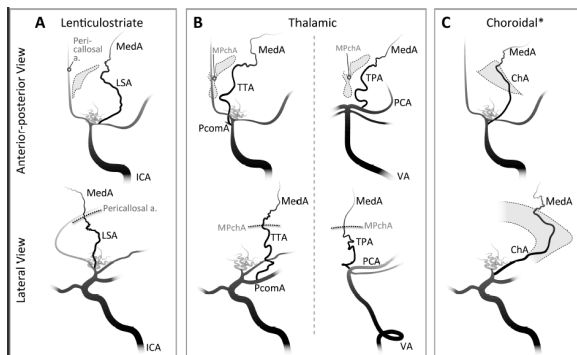 A Lenticulostriate
B Thalamic
C Choroidal*
Anterior-posterior View
Peri-
callosal
a.
MedA
LSA
ICA
MPchA
MedA
TTA
PcomA
MPchA
MedA
TPA
PCA
VA
MedA
ChA
Lateral View
MedA
Pericallosal a.
LSA
ICA
MedA
MPchA
TTA
PcomA
MedA
MPchA
TPA
PCA
VA
MedA
ChA